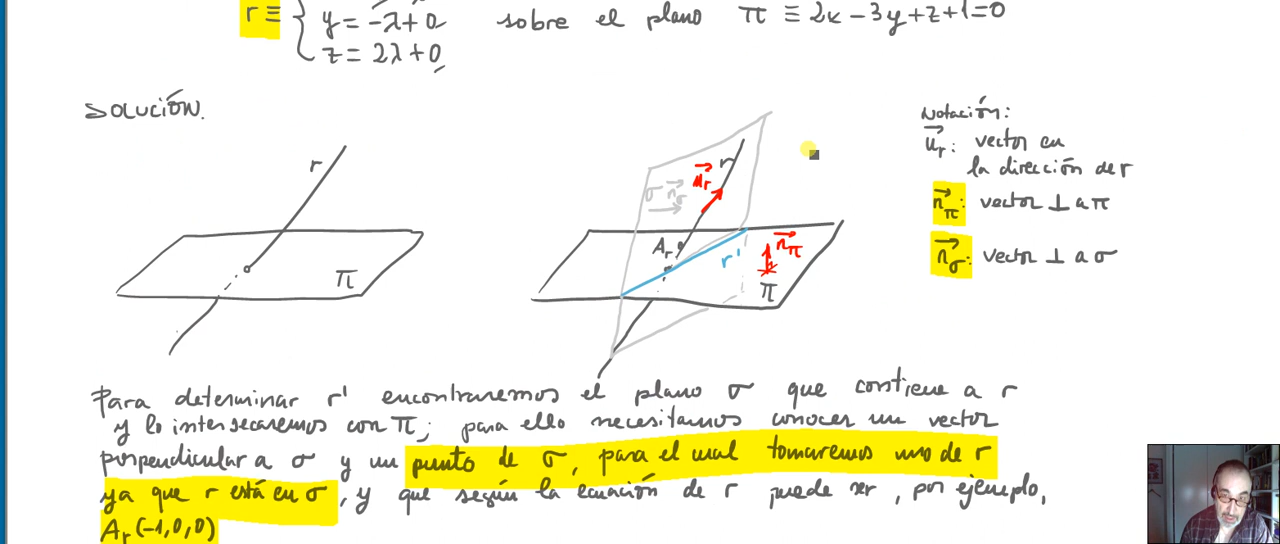 r ≡ { y = -λ+0 sobre el plano π ≡ 2x-3y+z+1=0
z = 2λ+0
SOLUCIÓN.
r
π
σ n⃗σ
u⃗r
r
Ar
r'
n⃗π
π
Notación:
u⃗r: vector en
la dirección de r
n⃗π: vector ⊥ a π
n⃗σ: vector ⊥ a σ
Para determinar r' encontraremos el plano σ que contiene a r
y lo intersecaremos con π; para ello necesitamos conocer un vector
perpendicular a σ y un punto de σ, para el cual tomaremos uno de r
ya que r está en σ, y que según la ecuación de r puede ser, por ejemplo,
Ar(-1,0,0)